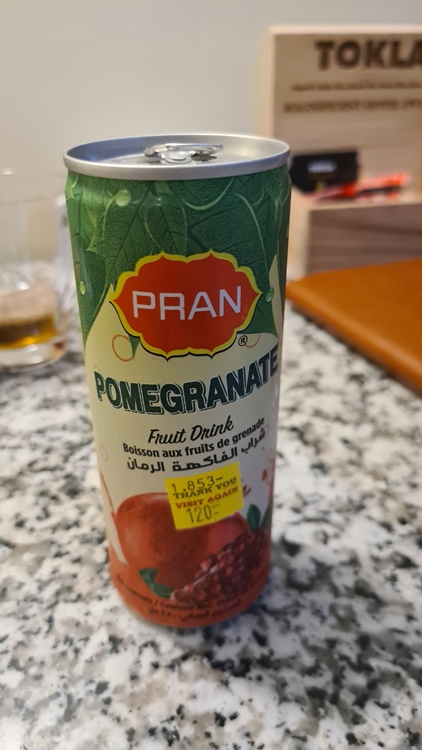 TOKLA
PRAN
®
POMEGRANATE
Fruit Drink
Boisson aux fruits de grenade
شراب الفاكهة الرمان
1.853-
THANK YOU
VISIT AGAIN
120=